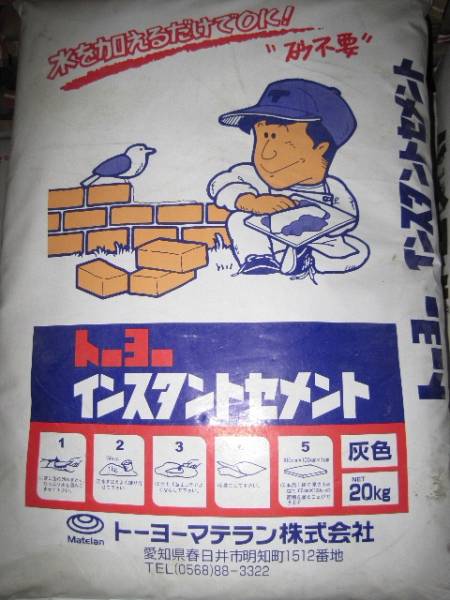 水を加えるだけでOK!
"砂不要"
T
トーヨー インスタントセメント
トーヨー
インスタントセメント
1
2
3
5
灰色
NET
20kg
Matelan
トーヨーマテラン株式会社
愛知県春日井市明知町1512番地
TEL(0568)88-3322